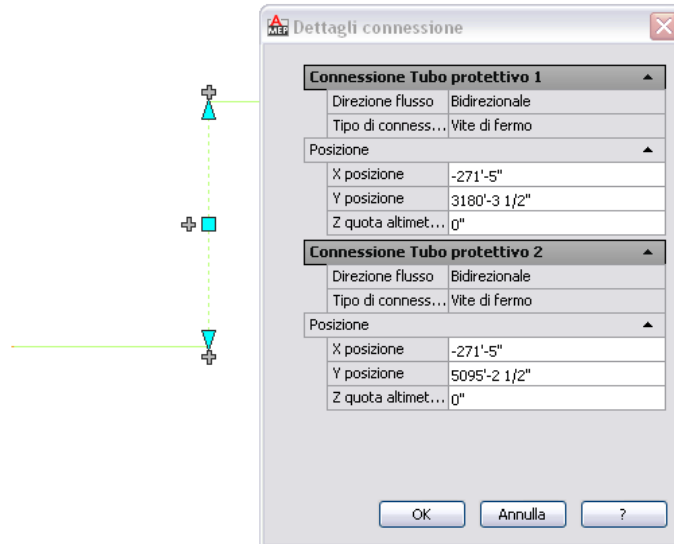 MEP Dettagli connessione
Connessione Tubo protettivo 1
Direzione flusso Bidirezionale
Tipo di conness... Vite di fermo
Posizione
X posizione -271'-5"
Y posizione 3180'-3 1/2"
Z quota altimet... 0"
Connessione Tubo protettivo 2
Direzione flusso Bidirezionale
Tipo di conness... Vite di fermo
Posizione
X posizione -271'-5"
Y posizione 5095'-2 1/2"
Z quota altimet... 0"
OK Annulla ?